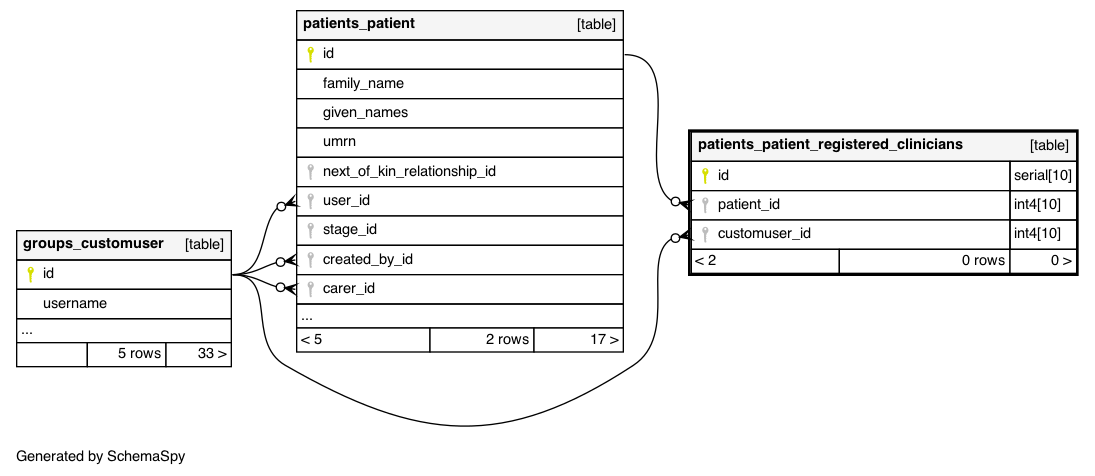 patients_patient [table]
id
family_name
given_names
umrn
next_of_kin_relationship_id
user_id
stage_id
created_by_id
carer_id
...
< 5 2 rows 17 >
patients_patient_registered_clinicians [table]
id serial[10]
patient_id int4[10]
customuser_id int4[10]
< 2 0 rows 0 >
groups_customuser [table]
id
username
...
5 rows 33 >
Generated by SchemaSpy